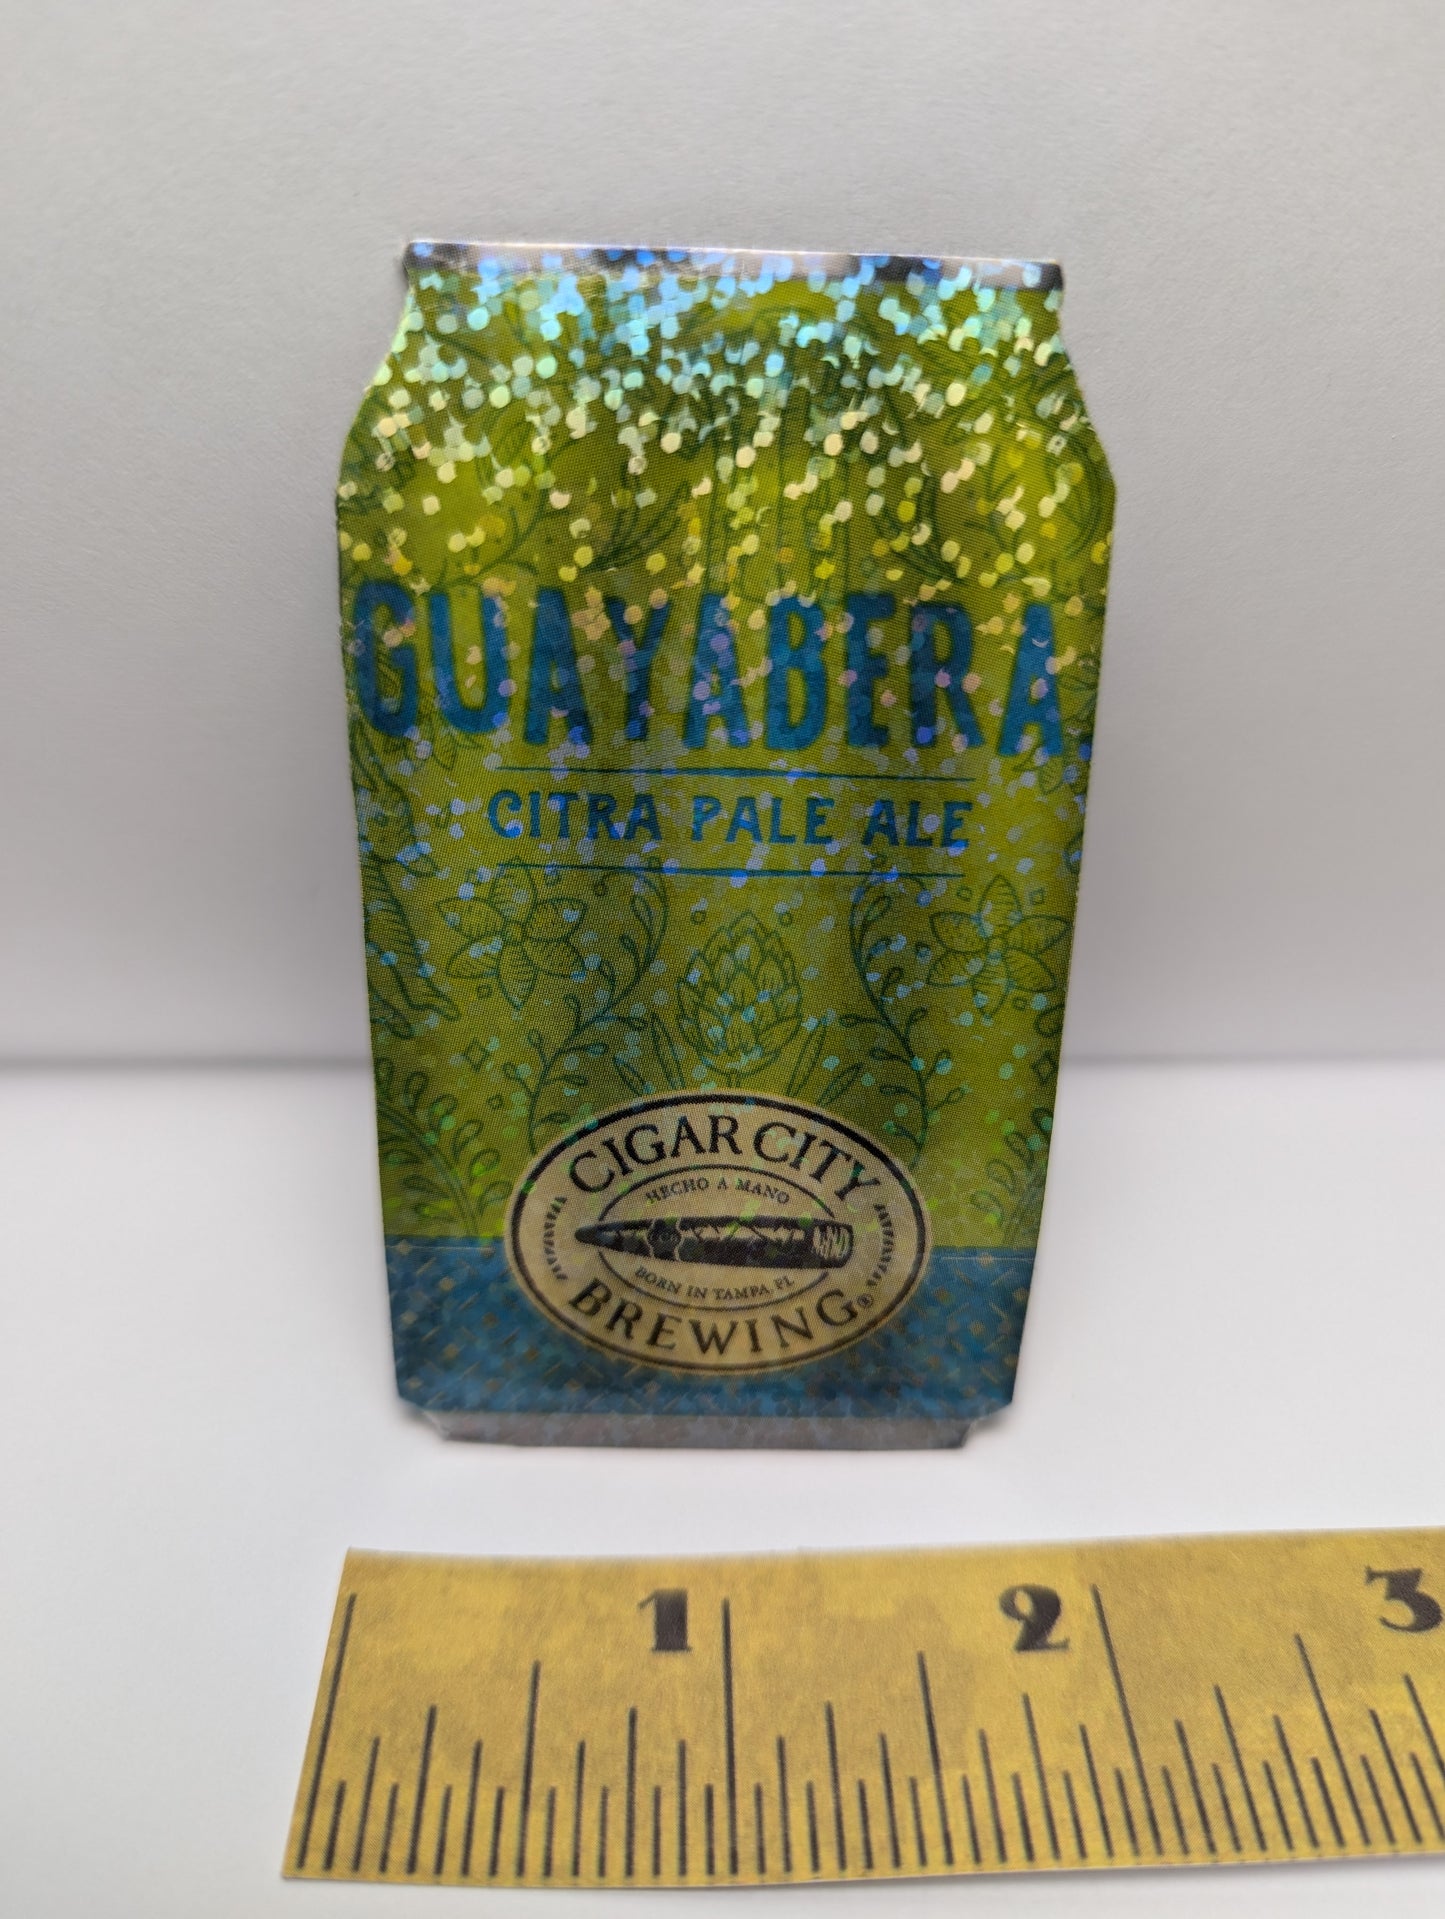 GUAYABERA
CITRA PALE ALE
CIGAR CITY
HECHO A MANO
BORN IN TAMPA FL
BREWING®
1 2 3